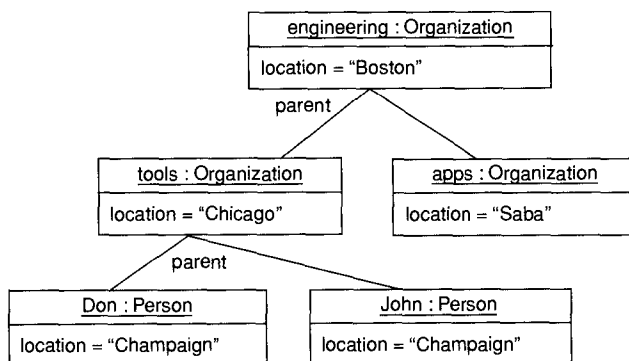 engineering : Organization
location = “Boston”
parent
tools : Organization
apps : Organization
location = “Chicago”
location = “Saba”
parent
Don : Person
John : Person
location = “Champaign”
location = “Champaign”